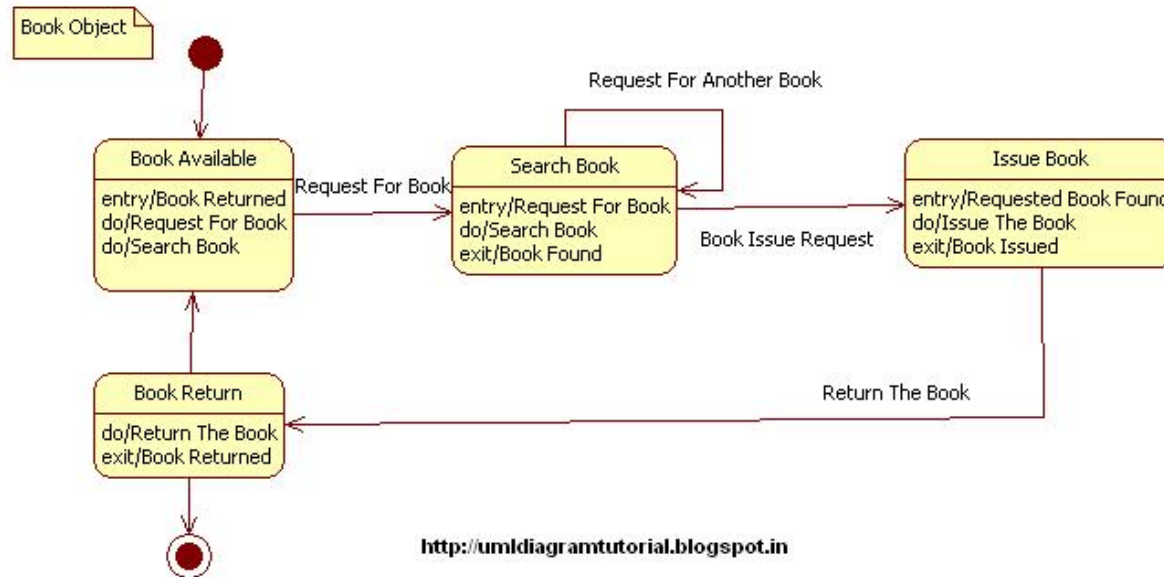 Book Object
Request For Another Book
Book Available
entry/Book Returned
do/Request For Book
do/Search Book
Request For Book
Search Book
entry/Request For Book
do/Search Book
exit/Book Found
Book Issue Request
Issue Book
entry/Requested Book Found
do/Issue The Book
exit/Book Issued
Return The Book
Book Return
do/Return The Book
exit/Book Returned
http://umldiagramtutorial.blogspot.in